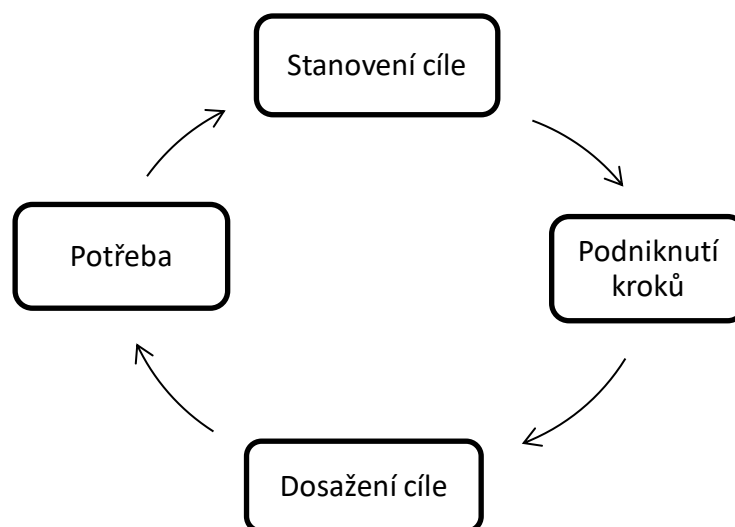 Stanovení cíle
Potřeba
Podniknutí
kroků
Dosažení cíle